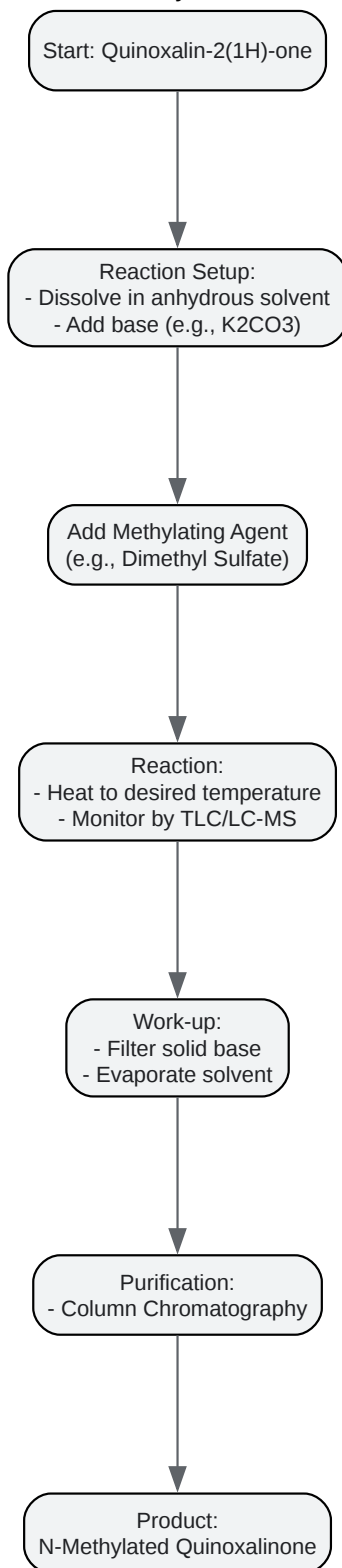 Start: Quinoxalin-2(1H)-one
Reaction Setup:
- Dissolve in anhydrous solvent
- Add base (e.g., K2CO3)
Add Methylating Agent
(e.g., Dimethyl Sulfate)
Reaction:
- Heat to desired temperature
- Monitor by TLC/LC-MS
Work-up:
- Filter solid base
- Evaporate solvent
Purification:
- Column Chromatography
Product:
N-Methylated Quinoxalinone